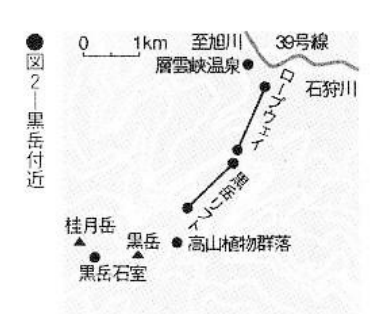 ●図2—黒岳付近
0 1km
至旭川 39号線
層雲峡温泉
石狩川
ロープウェイ
黒岳リフト
桂月岳
黒岳
高山植物群落
黒岳石室